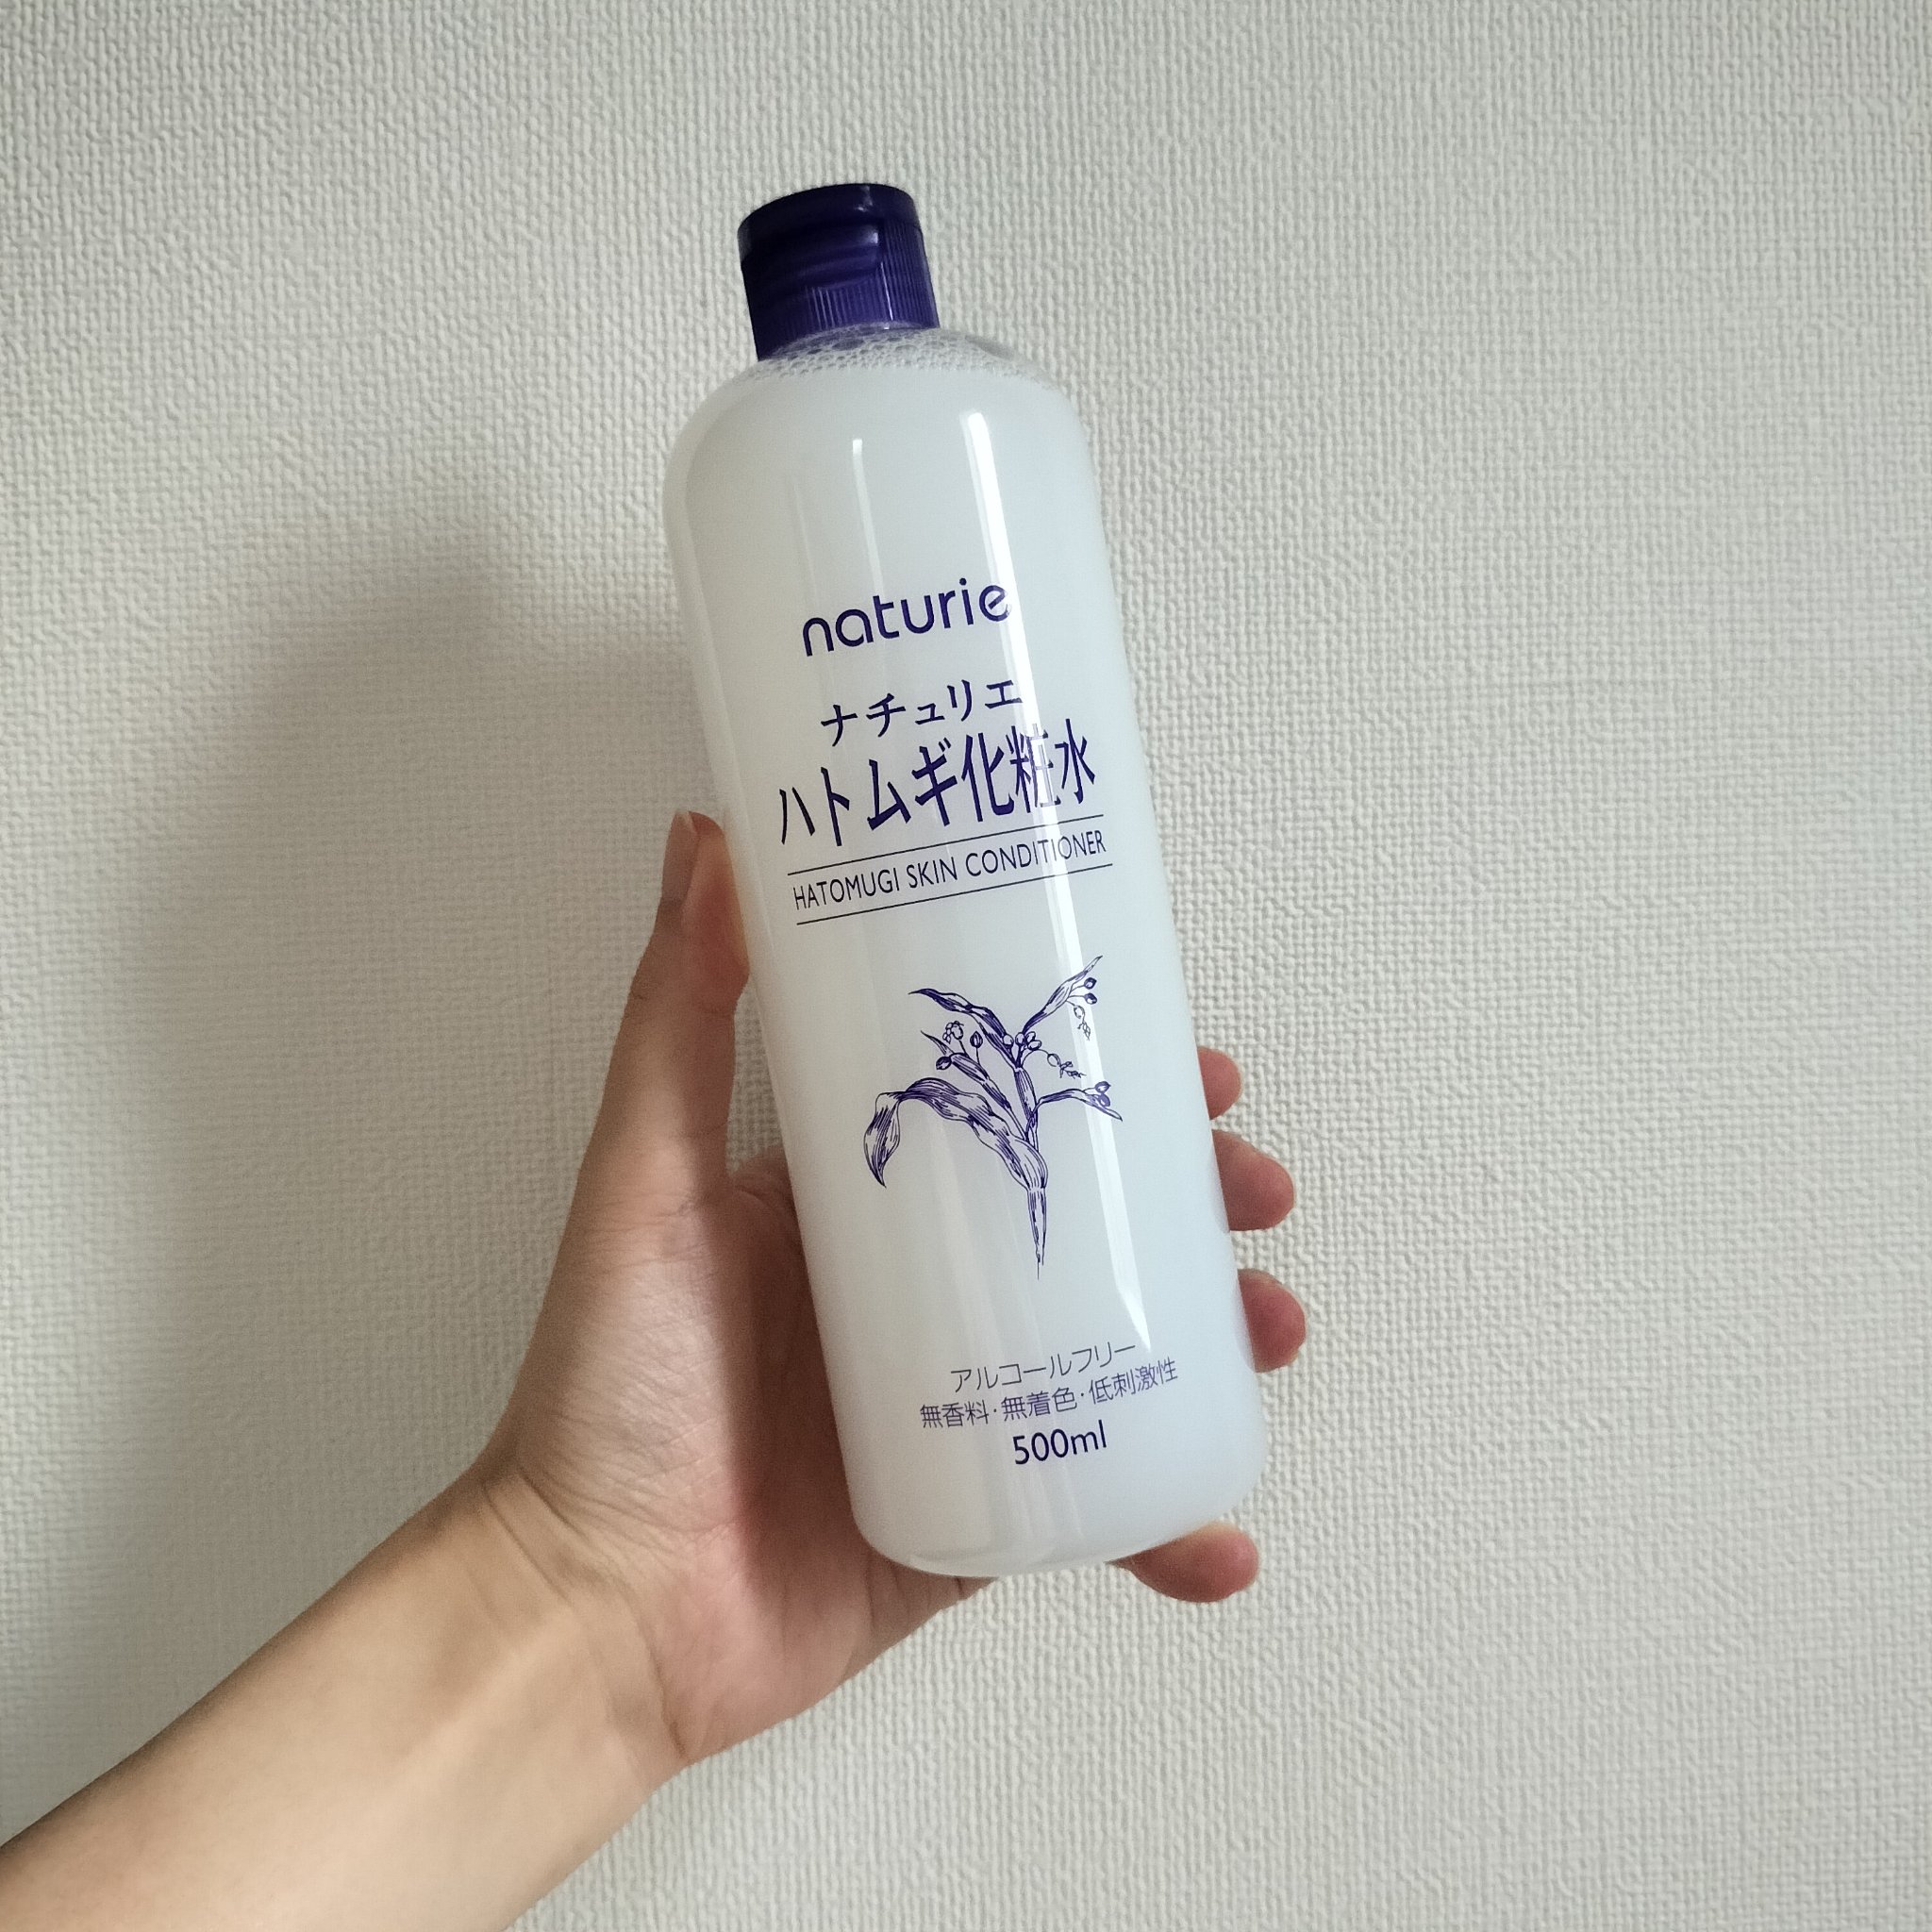 naturie
ナチュリエ
ハトムギ化粧水
HATOMUGI SKIN CONDITIONER
アルコールフリー
無香料・無着色・低刺激性
500ml